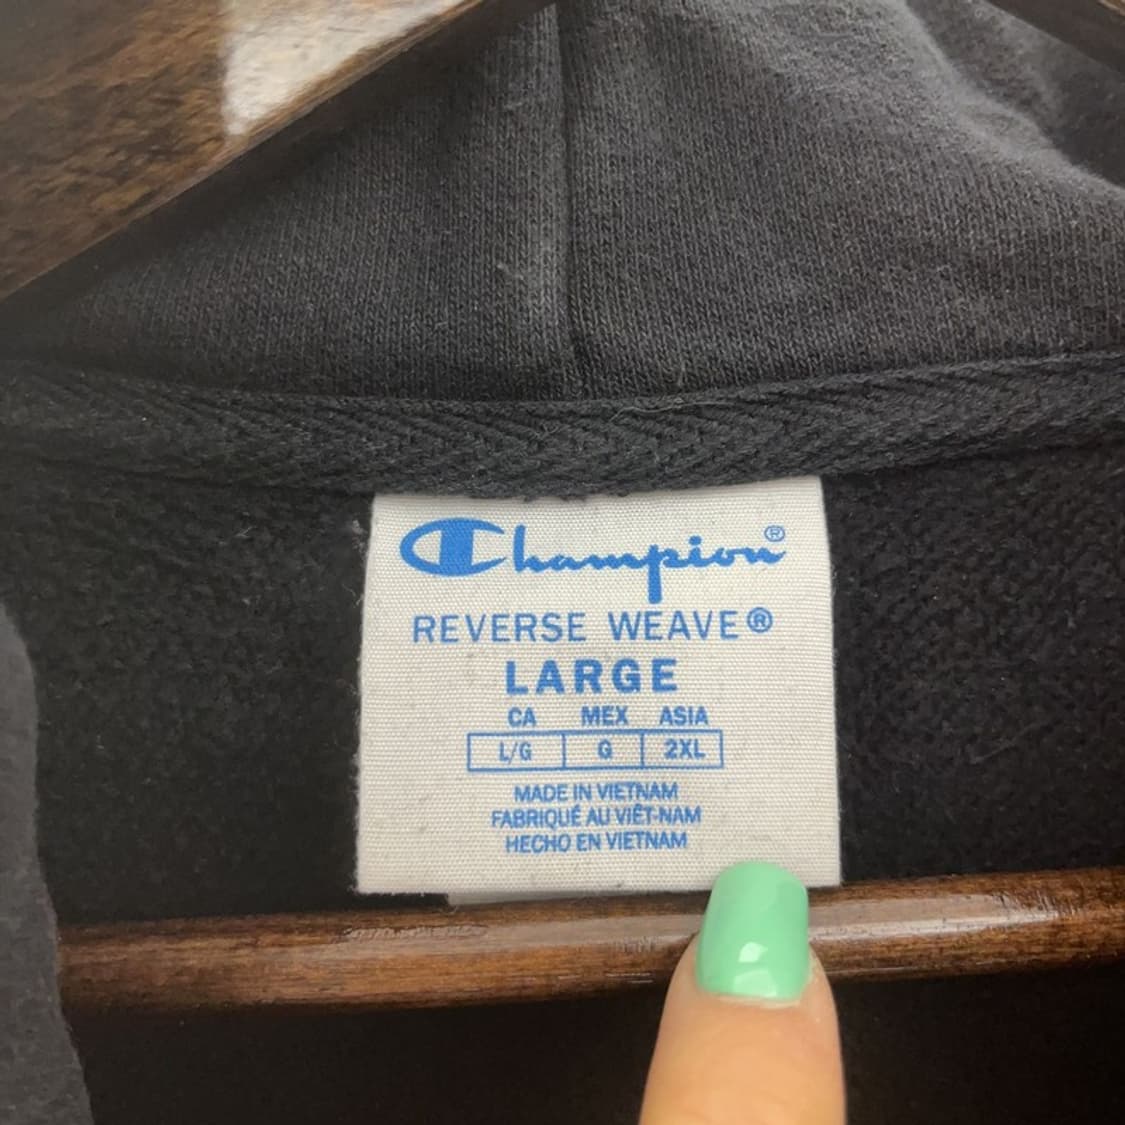 Champion®
REVERSE WEAVE®
LARGE
CA MEX ASIA
L/G G 2XL
MADE IN VIETNAM
FABRIQUÉ AU VIÊT-NAM
HECHO EN VIETNAM